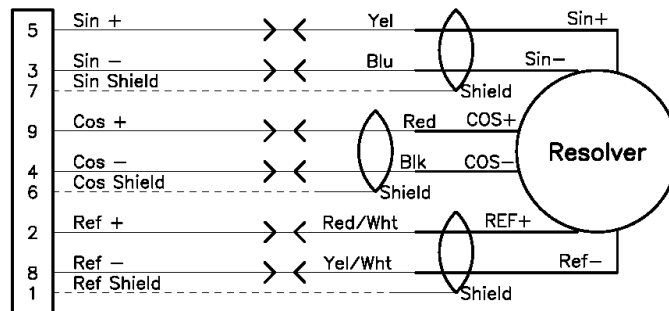 5 Sin + Yel Sin+
3 Sin − Blu Sin−
7 Sin Shield Shield
9 Cos + Red COS+
4 Cos − Blk COS−
Resolver
6 Cos Shield Shield
2 Ref + Red/Wht REF+
8 Ref − Yel/Wht Ref−
1 Ref Shield Shield